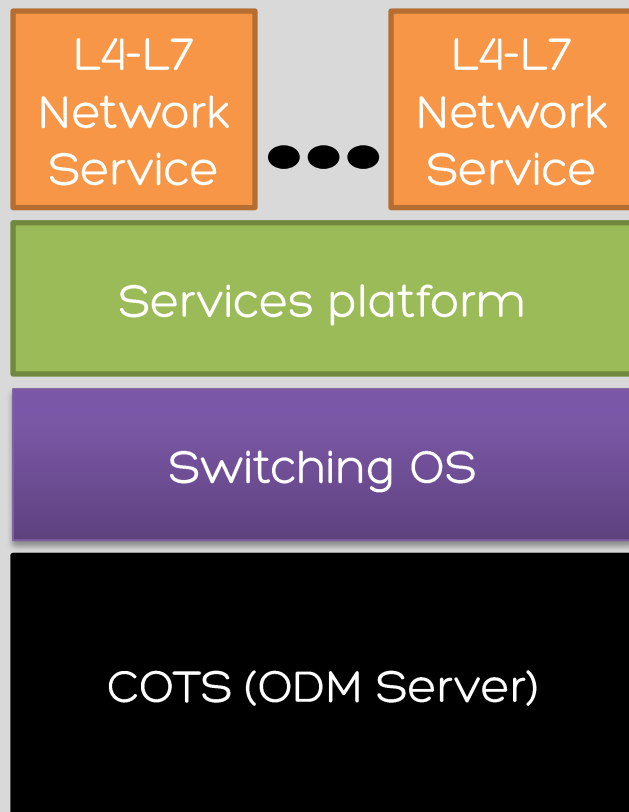 L4-L7
Network
Service
L4-L7
Network
Service
Services platform
Switching OS
COTS (ODM Server)